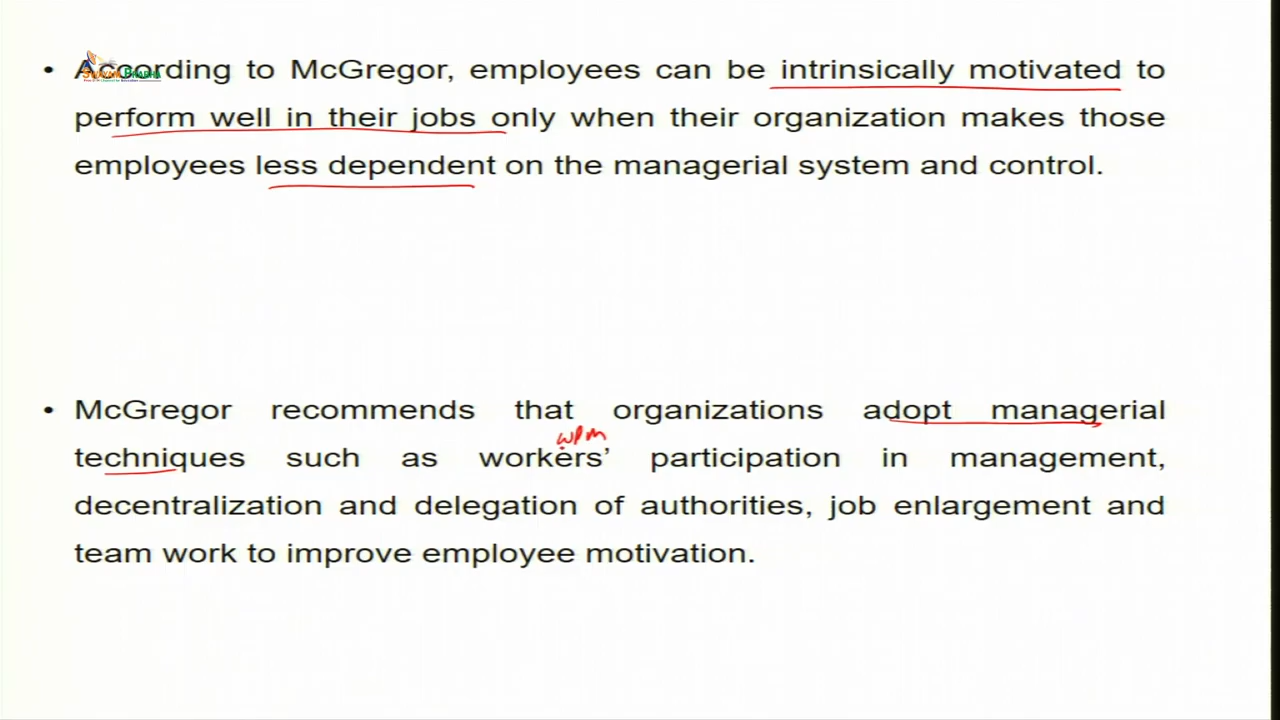 • According to McGregor, employees can be intrinsically motivated to
perform well in their jobs only when their organization makes those
employees less dependent on the managerial system and control.
• McGregor recommends that organizations adopt managerial
WPM
techniques such as workers’ participation in management,
decentralization and delegation of authorities, job enlargement and
team work to improve employee motivation.